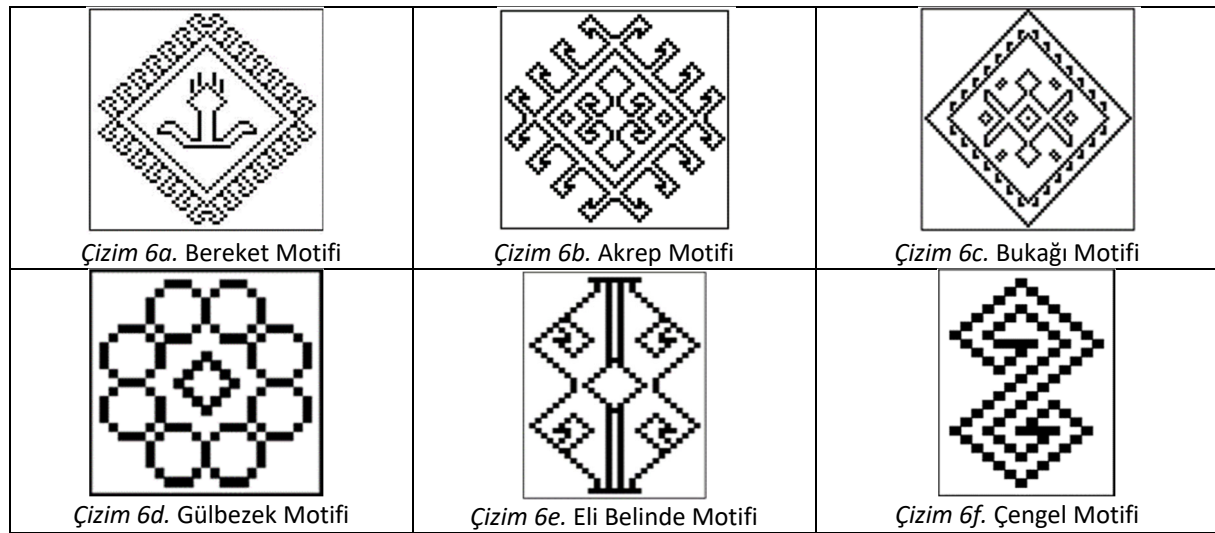 Çizim 6a. Bereket Motifi
Çizim 6b. Akrep Motifi
Çizim 6c. Bukağı Motifi
Çizim 6d. Gülbezek Motifi
Çizim 6e. Eli Belinde Motifi
Çizim 6f. Çengel Motifi